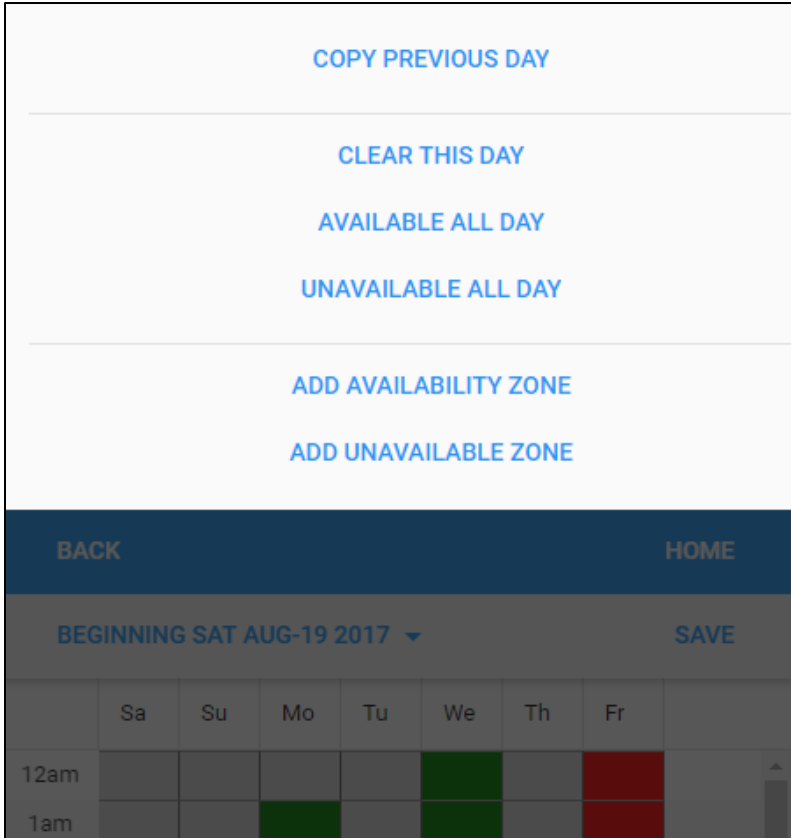 COPY PREVIOUS DAY
CLEAR THIS DAY
AVAILABLE ALL DAY
UNAVAILABLE ALL DAY
ADD AVAILABILITY ZONE
ADD UNAVAILABLE ZONE
BACK HOME
BEGINNING SAT AUG-19 2017 SAVE
Sa Su Mo Tu We Th Fr
12am
1am